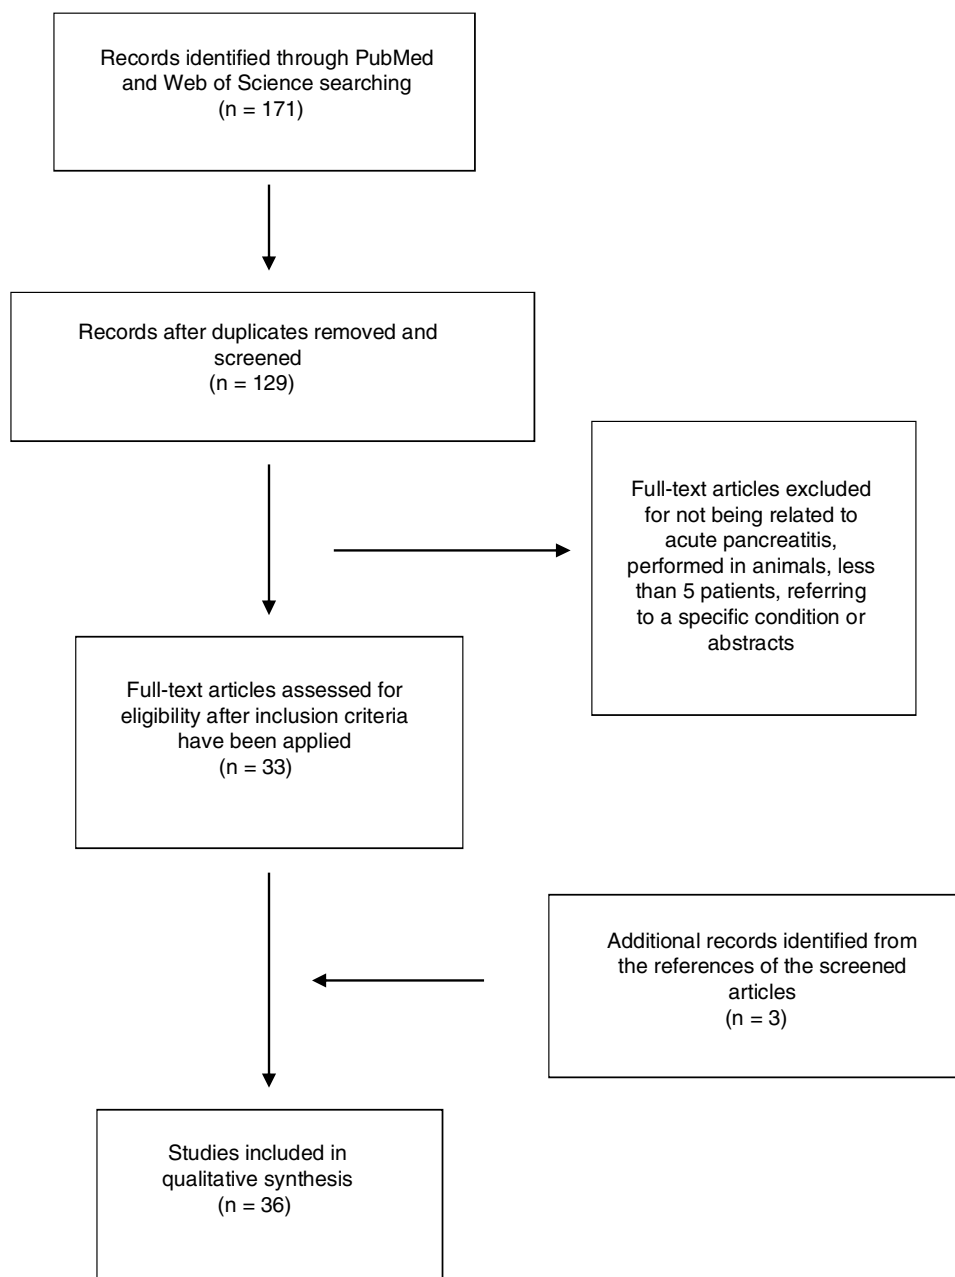 Records identified through PubMed
and Web of Science searching
(n = 171)
Records after duplicates removed and
screened
(n = 129)
Full-text articles excluded
for not being related to
acute pancreatitis,
performed in animals, less
than 5 patients, referring
to a specific condition or
abstracts
Full-text articles assessed for
eligibility after inclusion criteria
have been applied
(n = 33)
Additional records identified from
the references of the screened
articles
(n = 3)
Studies included in
qualitative synthesis
(n = 36)